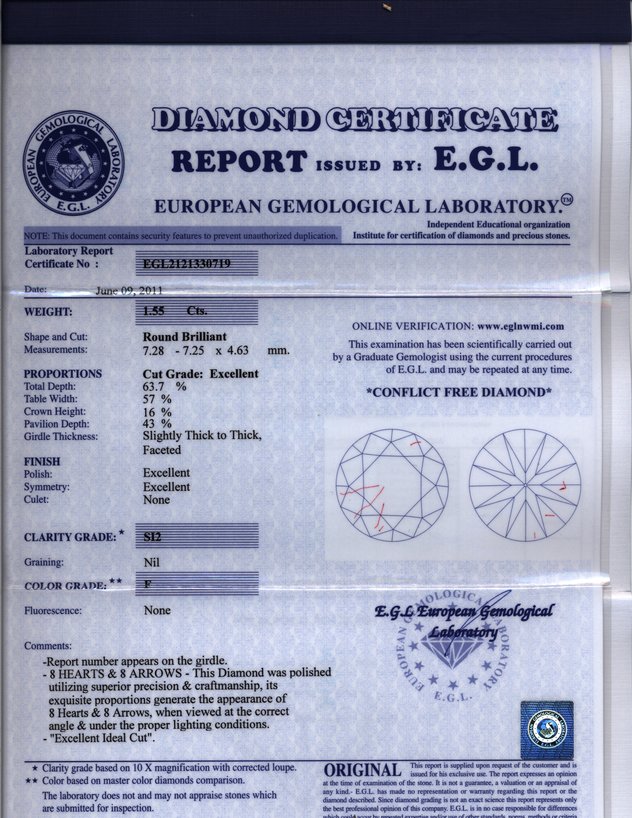 DIAMOND CERTIFICATE
REPORT ISSUED BY: E.G.L.
EUROPEAN GEMOLOGICAL LABORATORY.™
EUROPEAN GEMOLOGICAL LABORATORY
E.G.L.
Independent Educational organization
NOTE: This document contains security features to prevent unauthorized duplication.
Institute for certification of diamonds and precious stones.
Laboratory Report
Certificate No : EGL2121330719
Date: June 09, 2011
WEIGHT: 1.55 Cts.
Shape and Cut: Round Brilliant
Measurements: 7.28 - 7.25 x 4.63 mm.
PROPORTIONS Cut Grade: Excellent
Total Depth: 63.7 %
Table Width: 57 %
Crown Height: 16 %
Pavilion Depth: 43 %
Girdle Thickness: Slightly Thick to Thick,
Faceted
FINISH
Polish: Excellent
Symmetry: Excellent
Culet: None
CLARITY GRADE: * SI2
Graining: Nil
COLOR GRADE: ** F
Fluorescence: None
ONLINE VERIFICATION: www.eglnwmi.com
This examination has been scientifically carried out
by a Graduate Gemologist using the current procedures
of E.G.L. and may be repeated at any time.
*CONFLICT FREE DIAMOND*
E.G.L European Gemological
Laboratory
EUROPEAN GEMOLOGICAL LABORATORY
E.G.L.
Comments:
-Report number appears on the girdle.
- 8 HEARTS & 8 ARROWS - This Diamond was polished
utilizing superior precision & craftmanship, its
exquisite proportions generate the appearance of
8 Hearts & 8 Arrows, when viewed at the correct
angle & under the proper lighting conditions.
- "Excellent Ideal Cut".
* Clarity grade based on 10 X magnification with corrected loupe.
** Color based on master color diamonds comparison.
The laboratory does not and may not appraise stones which
are submitted for inspection.
ORIGINAL This report is supplied upon request of the customer and is
issued for his exclusive use. The report expresses an opinion
at the time of examination of the stone. It is not a guarantee, a valuation or an appraisal of
any kind.- E.G.L. has made no representation or warranty regarding this report or the
diamond described. Since diamond grading is not an exact science this report represents only
the best professional opinion of this company. E.G.L. is in no case responsible for differences